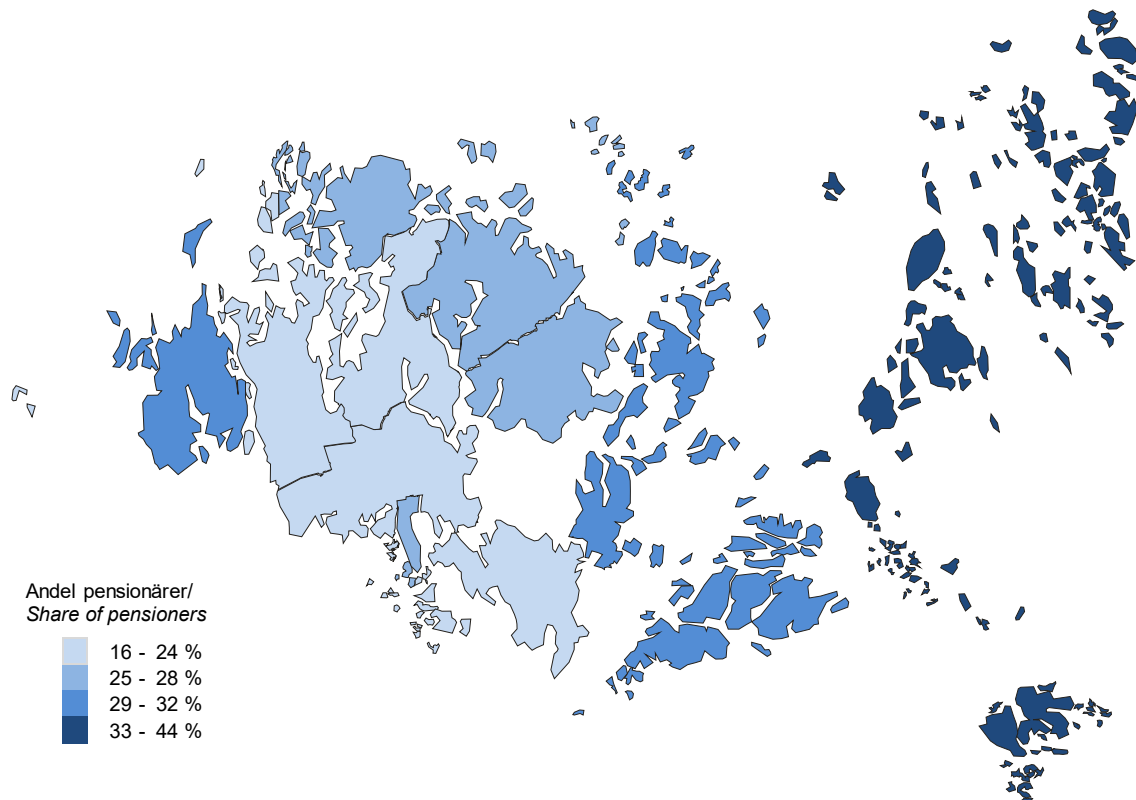 Andel pensionärer/
Share of pensioners
16 - 24 %
25 - 28 %
29 - 32 %
33 - 44 %